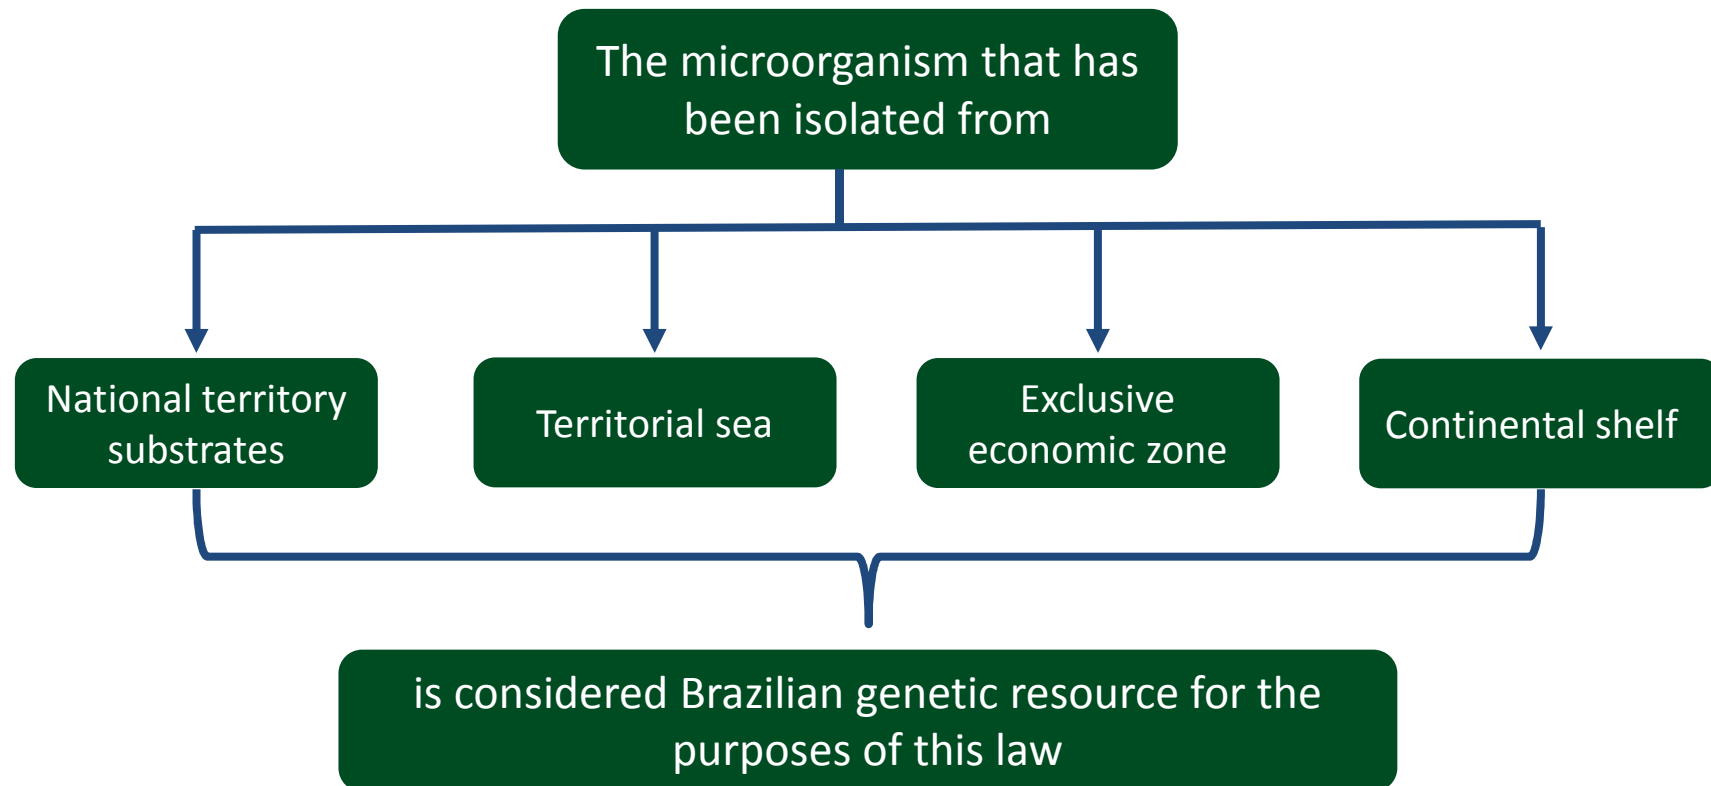 The microorganism that has
been isolated from
National territory
substrates
Territorial sea
Exclusive
economic zone
Continental shelf
is considered Brazilian genetic resource for the
purposes of this law